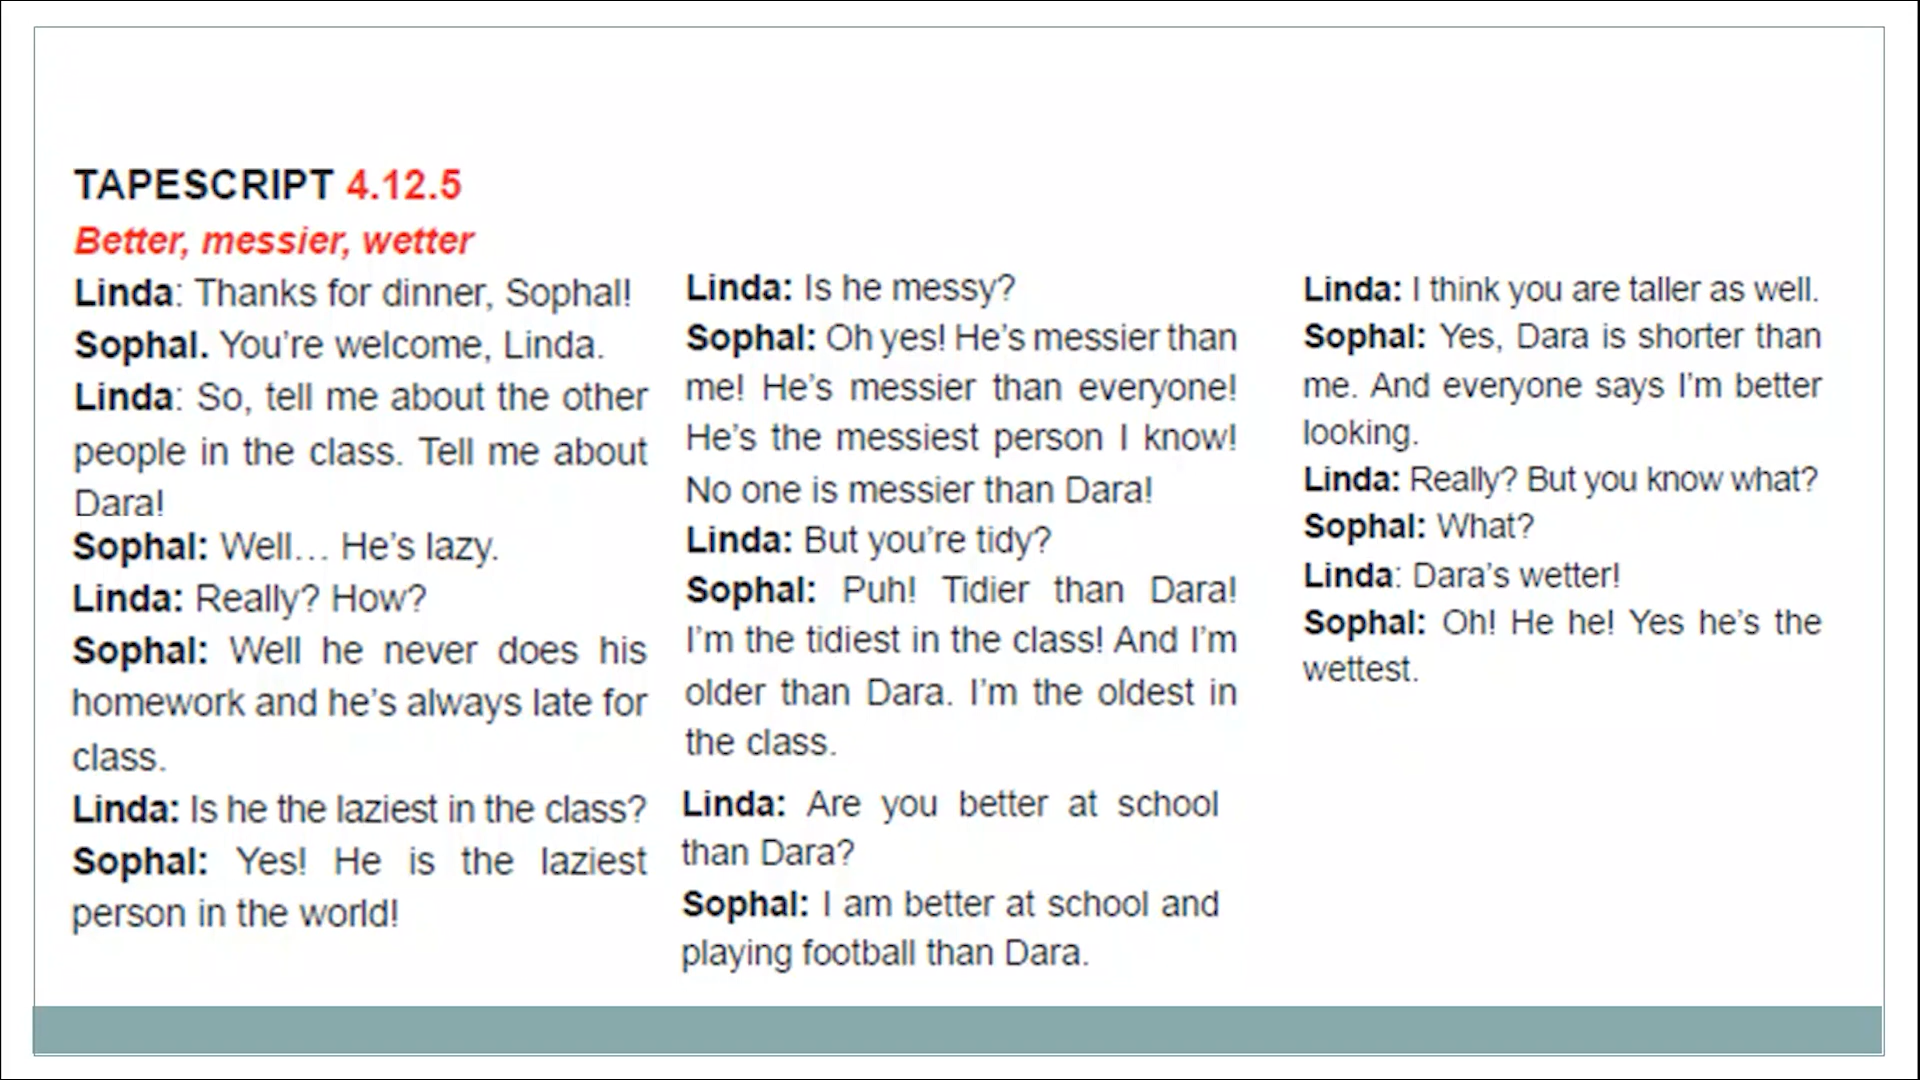 TAPESCRIPT 4.12.5
Better, messier, wetter
Linda: Thanks for dinner, Sophal!
Sophal. You're welcome, Linda.
Linda: So, tell me about the other
people in the class. Tell me about
Dara!
Sophal: Well… He's lazy.
Linda: Really? How?
Sophal: Well he never does his
homework and he's always late for
class.
Linda: Is he the laziest in the class?
Sophal: Yes! He is the laziest
person in the world!
Linda: Is he messy?
Sophal: Oh yes! He's messier than
me! He's messier than everyone!
He's the messiest person I know!
No one is messier than Dara!
Linda: But you're tidy?
Sophal: Puh! Tidier than Dara!
I'm the tidiest in the class! And I'm
older than Dara. I'm the oldest in
the class.
Linda: Are you better at school
than Dara?
Sophal: I am better at school and
playing football than Dara.
Linda: I think you are taller as well.
Sophal: Yes, Dara is shorter than
me. And everyone says I'm better
looking.
Linda: Really? But you know what?
Sophal: What?
Linda: Dara's wetter!
Sophal: Oh! He he! Yes he's the
wettest.